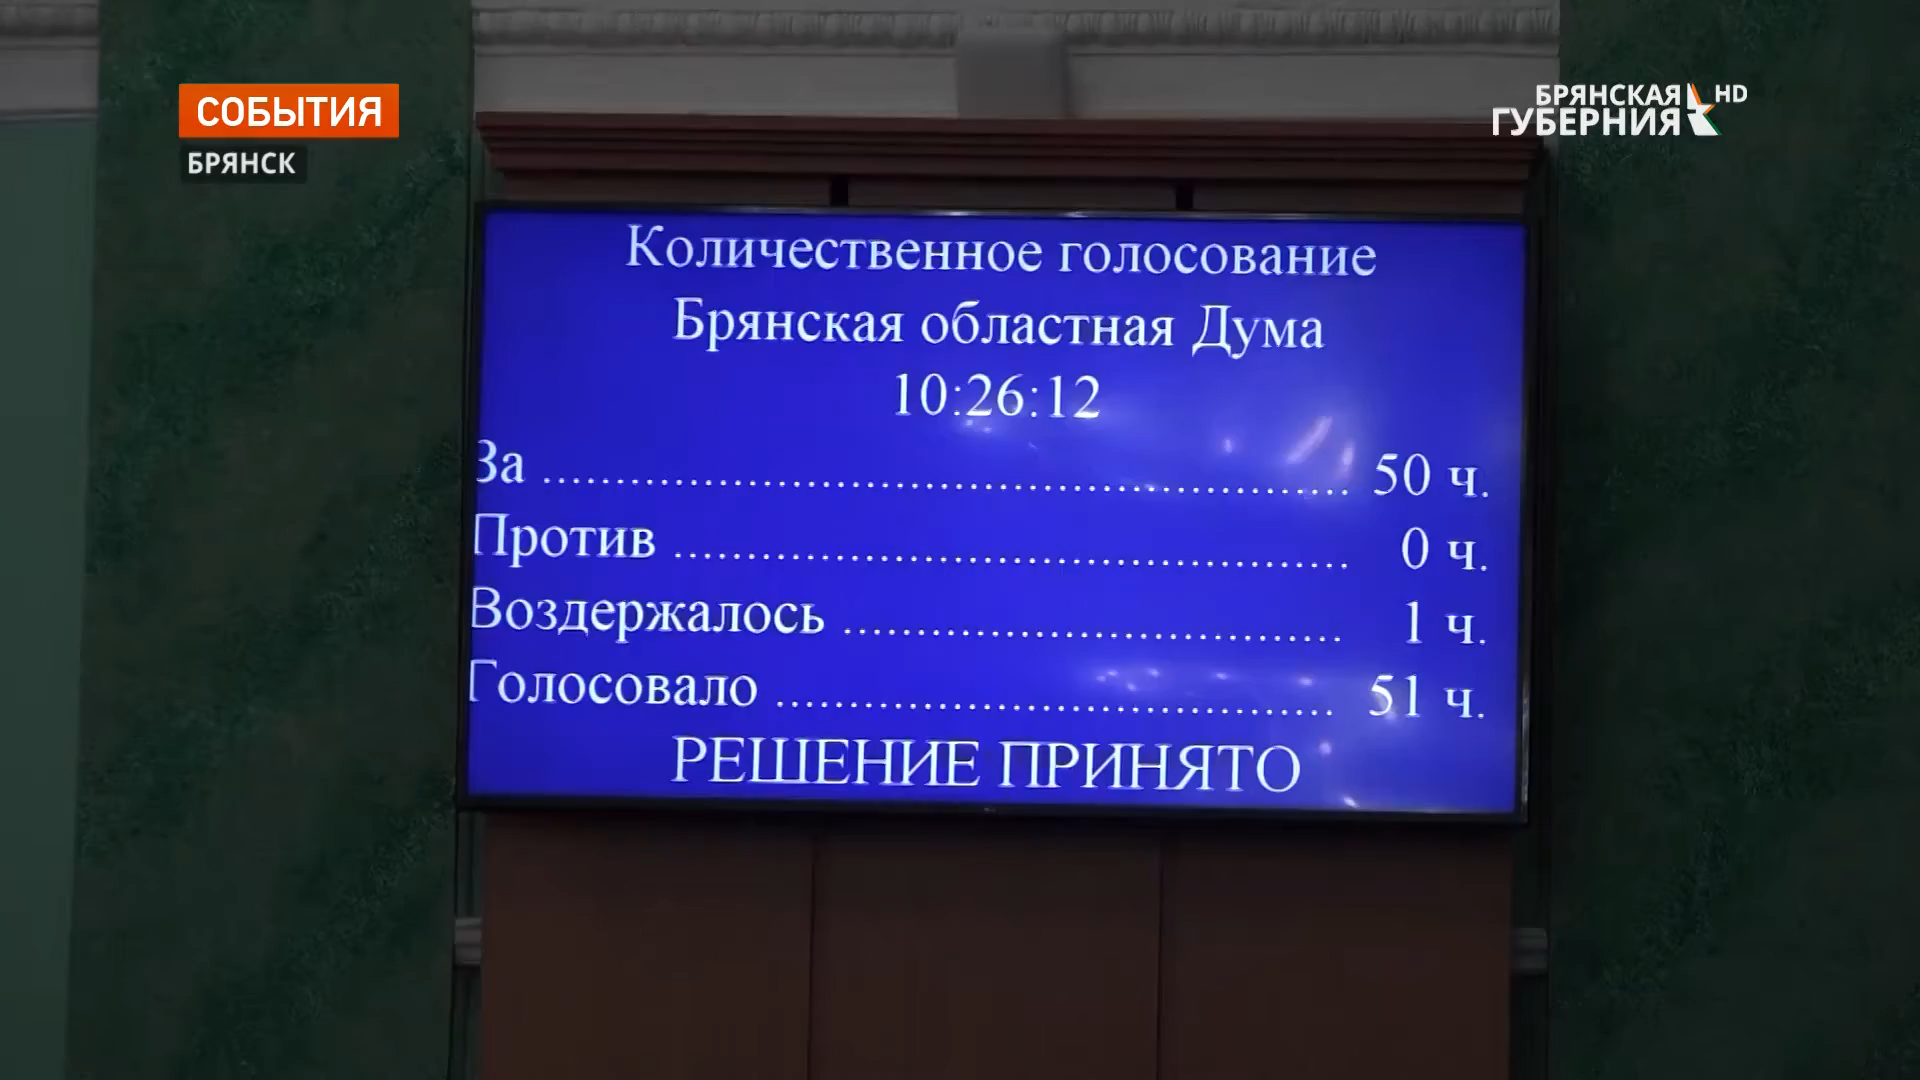 СОБЫТИЯ
БРЯНСК
БРЯНСКАЯ HD
ГУБЕРНИЯ
Количественное голосование
Брянская областная Дума
10:26:12
За ........................................................ 50 ч.
Против ............................................... 0 ч.
Воздержалось ................................... 1 ч.
Голосовало ....................................... 51 ч.
РЕШЕНИЕ ПРИНЯТО